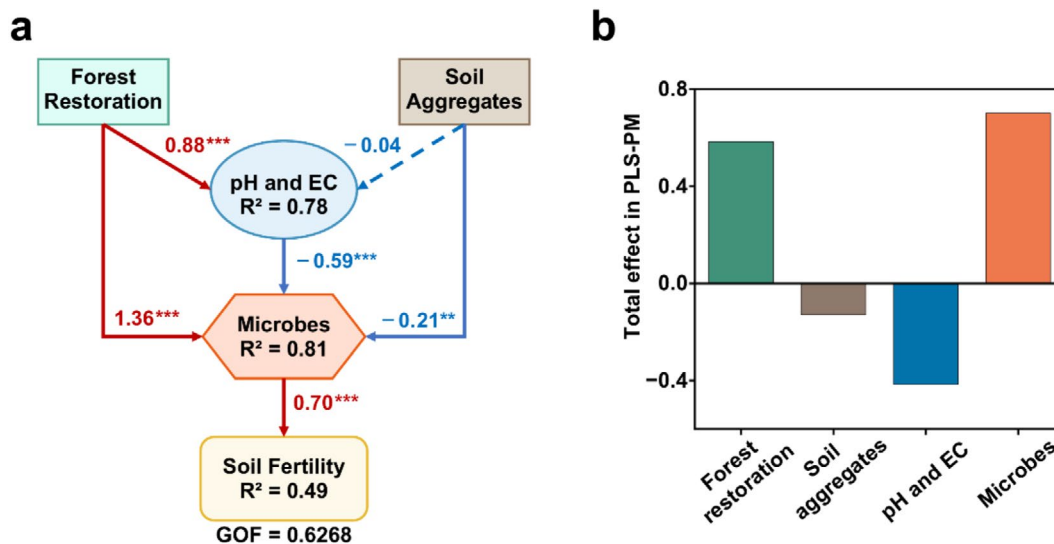 a
Forest
Restoration
Soil
Aggregates
0.88***
− 0.04
pH and EC
R² = 0.78
− 0.59***
1.36***
− 0.21**
Microbes
R² = 0.81
0.70***
Soil Fertility
R² = 0.49
GOF = 0.6268
b
Total effect in PLS-PM
0.8
0.4
0.0
−0.4
Forest
restoration
Soil
aggregates
pH and EC
Microbes